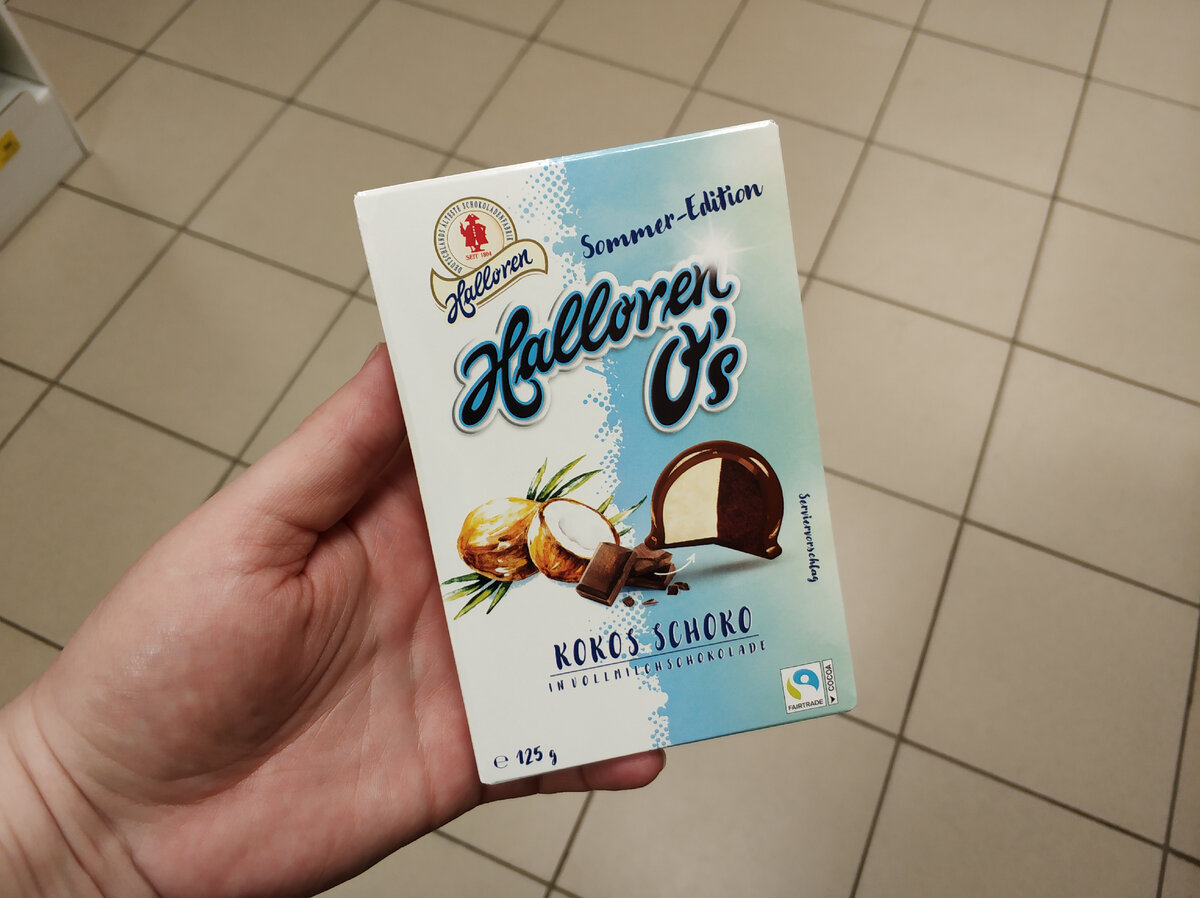 DEUTSCHLANDS ÄLTESTE SCHOKOLADENFABRIK
SEIT 1804
Halloren
Sommer-Edition
Halloren
O's
Serviervorschlag
KOKOS SCHOKO
IN VOLLMILCHSCHOKOLADE
FAIRTRADE
COCOA
℮ 125 g